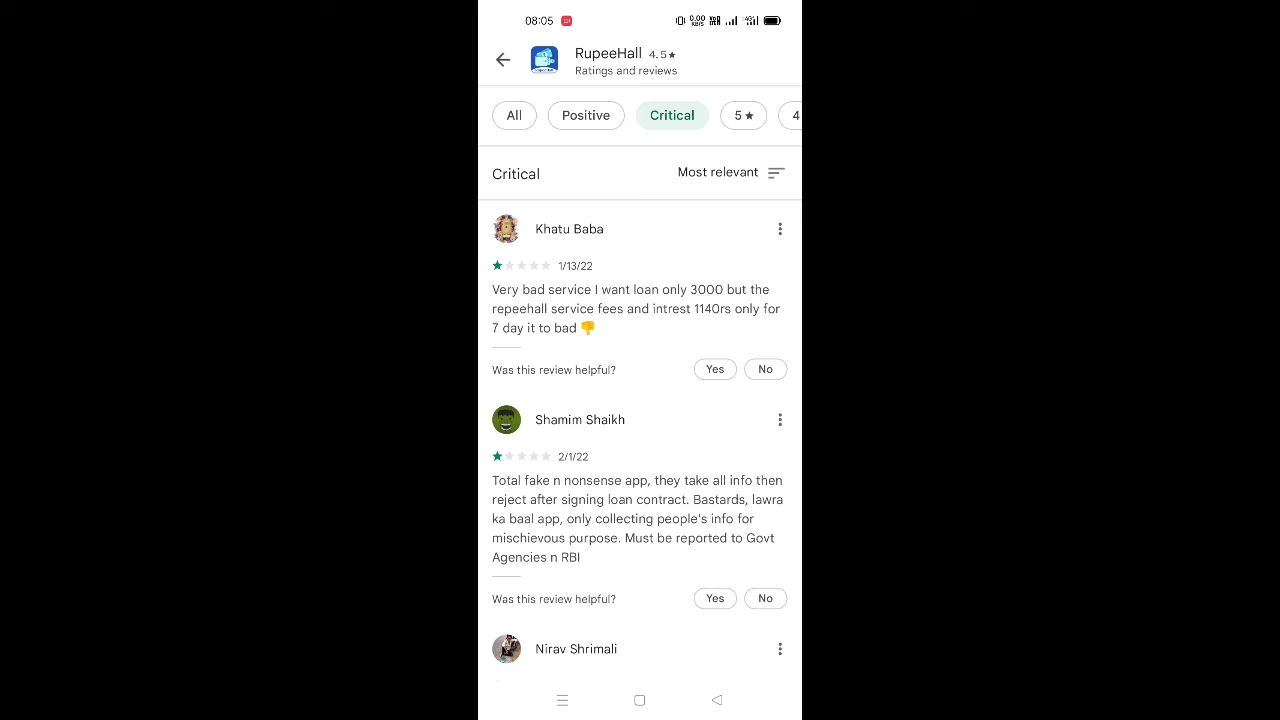 08:05
0.00
KB/S
RupeeHall 4.5★
Ratings and reviews
All Positive Critical 5★ 4
Critical
Most relevant
Khatu Baba
1/13/22
Very bad service I want loan only 3000 but the
repeehall service fees and intrest 1140rs only for
7 day it to bad 👎
Was this review helpful? Yes No
Shamim Shaikh
2/1/22
Total fake n nonsense app, they take all info then
reject after signing loan contract. Bastards, lawra
ka baal app, only collecting people's info for
mischievous purpose. Must be reported to Govt
Agencies n RBI
Was this review helpful? Yes No
Nirav Shrimali